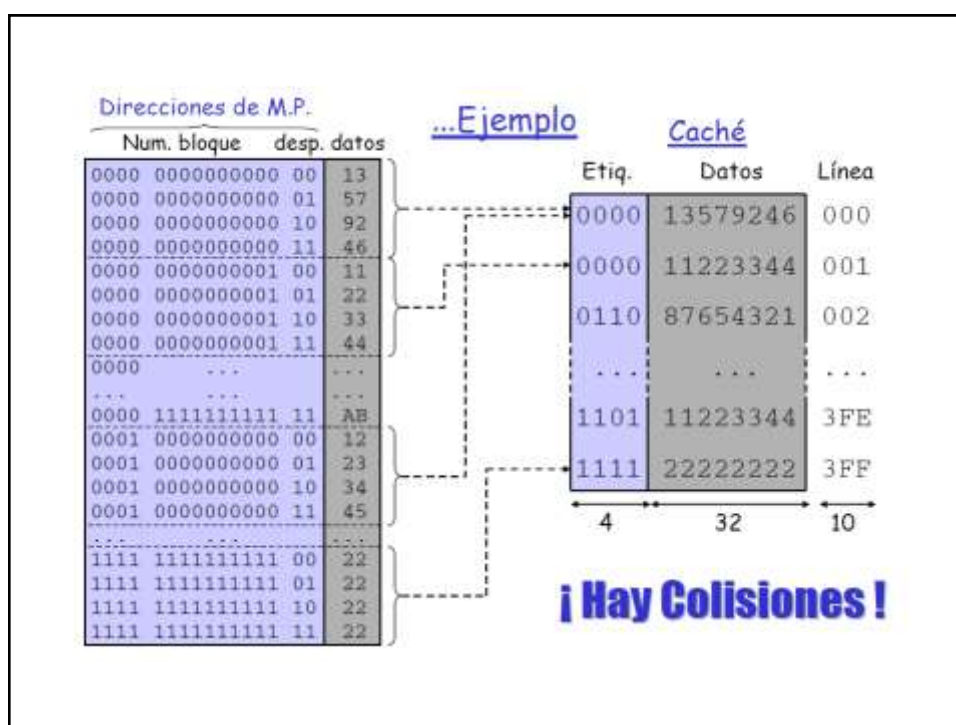 ...Ejemplo
Direcciones de M.P.
Num. bloque desp. datos
0000 0000000000 00 13
0000 0000000000 01 57
0000 0000000000 10 92
0000 0000000000 11 46
0000 0000000001 00 11
0000 0000000001 01 22
0000 0000000001 10 33
0000 0000000001 11 44
0000 ... ...
... ... ...
0000 1111111111 11 AB
0001 0000000000 00 12
0001 0000000000 01 23
0001 0000000000 10 34
0001 0000000000 11 45
... ... ...
1111 1111111111 00 22
1111 1111111111 01 22
1111 1111111111 10 22
1111 1111111111 11 22
Caché
Etiq. Datos Línea
0000 13579246 000
0000 11223344 001
0110 87654321 002
... ... ...
1101 11223344 3FE
1111 22222222 3FF
4 32 10
¡ Hay Colisiones !